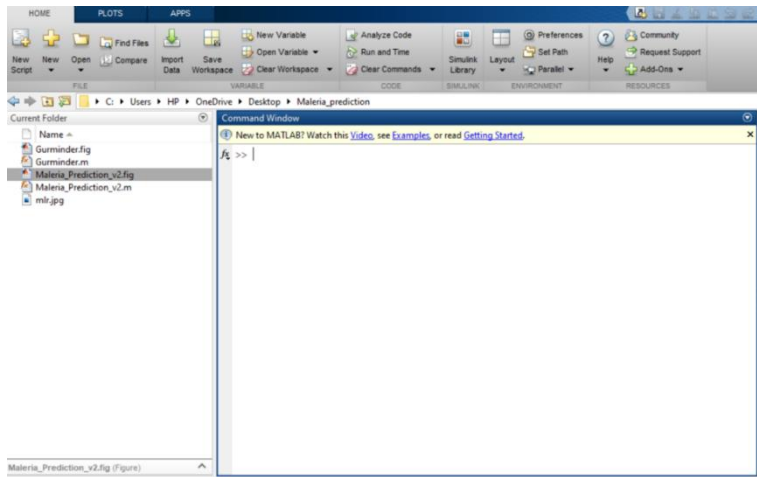 HOME PLOTS APPS
New Script
New
Open
Find Files
Compare
Import Data
Save Workspace
New Variable
Open Variable
Clear Workspace
Analyze Code
Run and Time
Clear Commands
Simulink Library
Layout
Preferences
Set Path
Parallel
Help
Community
Request Support
Add-Ons
FILE VARIABLE CODE SIMULINK ENVIRONMENT RESOURCES
C: Users HP OneDrive Desktop Maleria_prediction
Current Folder
Name
Gurminder.fig
Gurminder.m
Maleria_Prediction_v2.fig
Maleria_Prediction_v2.m
mlr.jpg
Maleria_Prediction_v2.fig (Figure)
Command Window
New to MATLAB? Watch this Video, see Examples, or read Getting Started.
fx >>